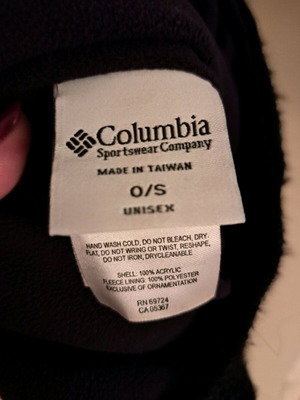 Columbia
Sportswear Company
MADE IN TAIWAN
O/S
UNISEX
HAND WASH COLD, DO NOT BLEACH, DRY
FLAT, DO NOT WRING OR TWIST, RESHAPE,
DO NOT IRON, DRYCLEANABLE
SHELL: 100% ACRYLIC
FLEECE LINING: 100% POLYESTER
EXCLUSIVE OF ORNAMENTATION
RN 69724
CA 05367